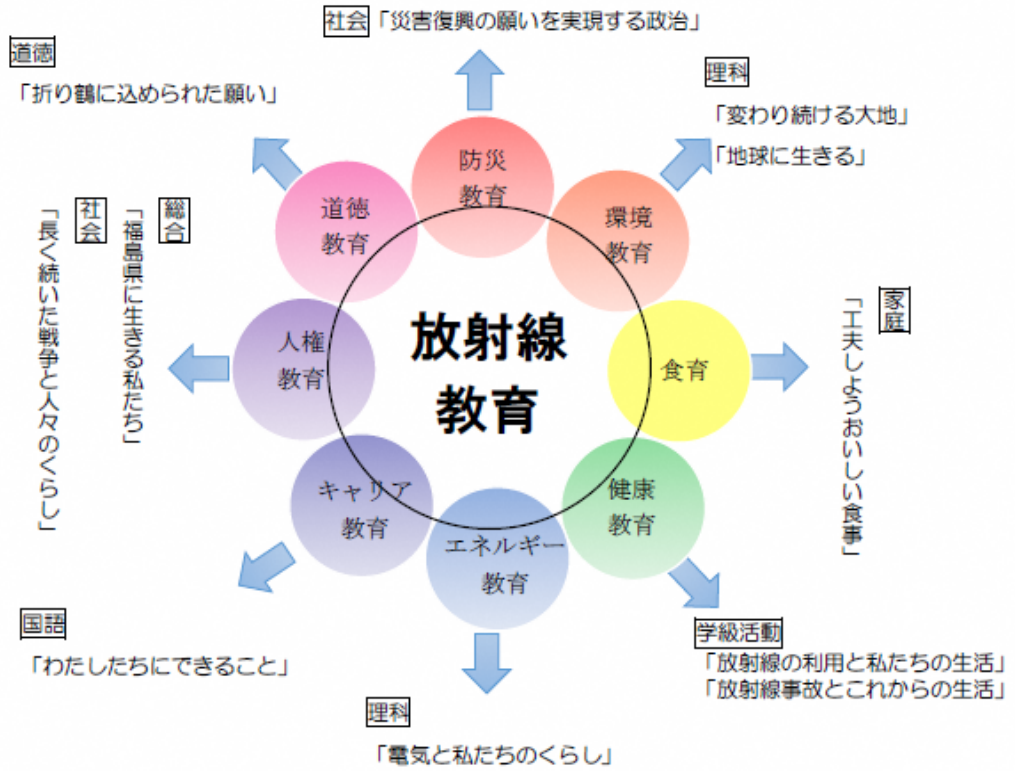 社会「災害復興の願いを実現する政治」
道徳
「折り鶴に込められた願い」
理科
「変わり続ける大地」
「地球に生きる」
防災
教育
環境
教育
道徳
教育
食育
人権
教育
健康
教育
キャリア
教育
エネルギー
教育
放射線
教育
総合
「福島県に生きる私たち」
社会
「長く続いた戦争と人々のくらし」
家庭
「工夫しようおいしい食事」
国語
「わたしたちにできること」
学級活動
「放射線の利用と私たちの生活」
「放射線事故とこれからの生活」
理科
「電気と私たちのくらし」